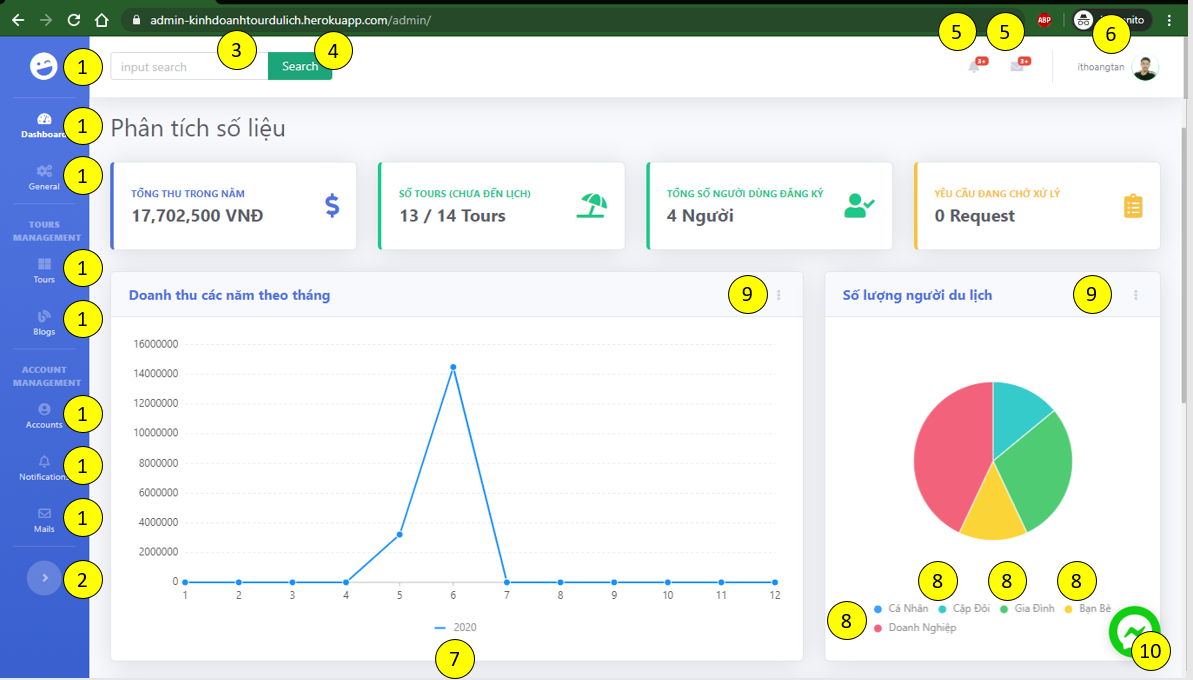 admin-kinhdoanhtourdulich.herokuapp.com/admin/
ABP
5 5 6
1
input search
3
Search
4
3+
3+
ithoangtan
Dashboard
1
Phân tích số liệu
General
1
TOURS
MANAGEMENT
TỔNG THU TRONG NĂM
17,702,500 VNĐ
SỐ TOURS (CHƯA ĐẾN LỊCH)
13 / 14 Tours
TỔNG SỐ NGƯỜI DÙNG ĐĂNG KÝ
4 Người
YÊU CẦU ĐANG CHỜ XỬ LÝ
0 Request
Tours
1
Blogs
1
ACCOUNT
MANAGEMENT
Accounts
1
Notification
1
Mails
1
2
Doanh thu các năm theo tháng
9
16000000
14000000
12000000
10000000
8000000
6000000
4000000
2000000
0
1 2 3 4 5 6 7 8 9 10 11 12
2020
7
Số lượng người du lịch
9
8 8 8
8
Cá Nhân Cặp Đôi Gia Đình Bạn Bè
Doanh Nghiệp
10